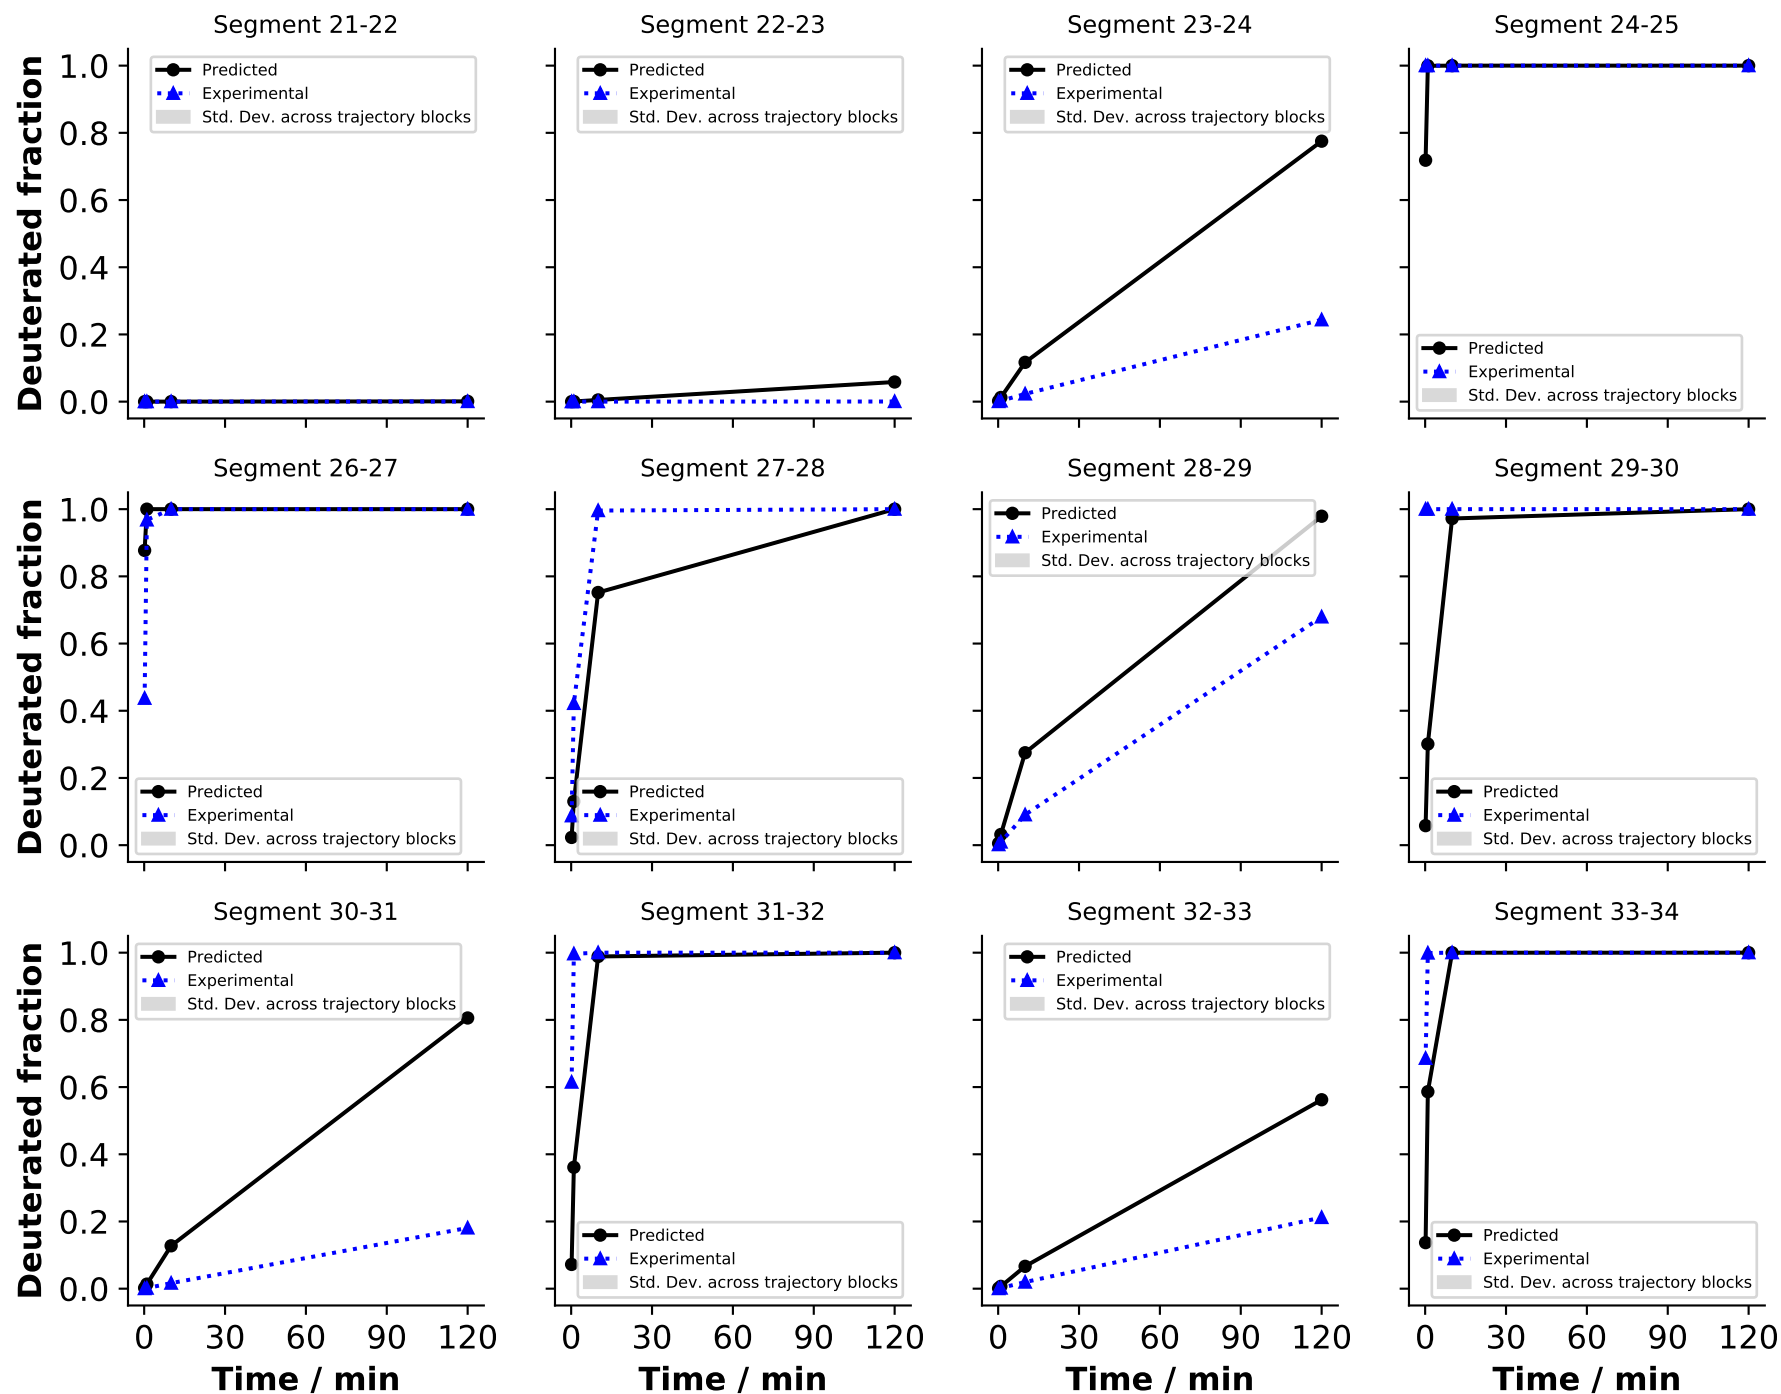 Segment 21-22
Segment 22-23
Segment 23-24
Segment 24-25
Deuterated fraction
1.0
0.8
0.6
0.4
0.2
0.0
Predicted
Experimental
Std. Dev. across trajectory blocks
Predicted
Experimental
Std. Dev. across trajectory blocks
Predicted
Experimental
Std. Dev. across trajectory blocks
Predicted
Experimental
Std. Dev. across trajectory blocks
Segment 26-27
Segment 27-28
Segment 28-29
Segment 29-30
Deuterated fraction
1.0
0.8
0.6
0.4
0.2
0.0
Predicted
Experimental
Std. Dev. across trajectory blocks
Predicted
Experimental
Std. Dev. across trajectory blocks
Predicted
Experimental
Std. Dev. across trajectory blocks
Predicted
Experimental
Std. Dev. across trajectory blocks
Segment 30-31
Segment 31-32
Segment 32-33
Segment 33-34
Deuterated fraction
1.0
0.8
0.6
0.4
0.2
0.0
Predicted
Experimental
Std. Dev. across trajectory blocks
Predicted
Experimental
Std. Dev. across trajectory blocks
Predicted
Experimental
Std. Dev. across trajectory blocks
Predicted
Experimental
Std. Dev. across trajectory blocks
0 30 60 90 120
0 30 60 90 120
0 30 60 90 120
0 30 60 90 120
Time / min
Time / min
Time / min
Time / min